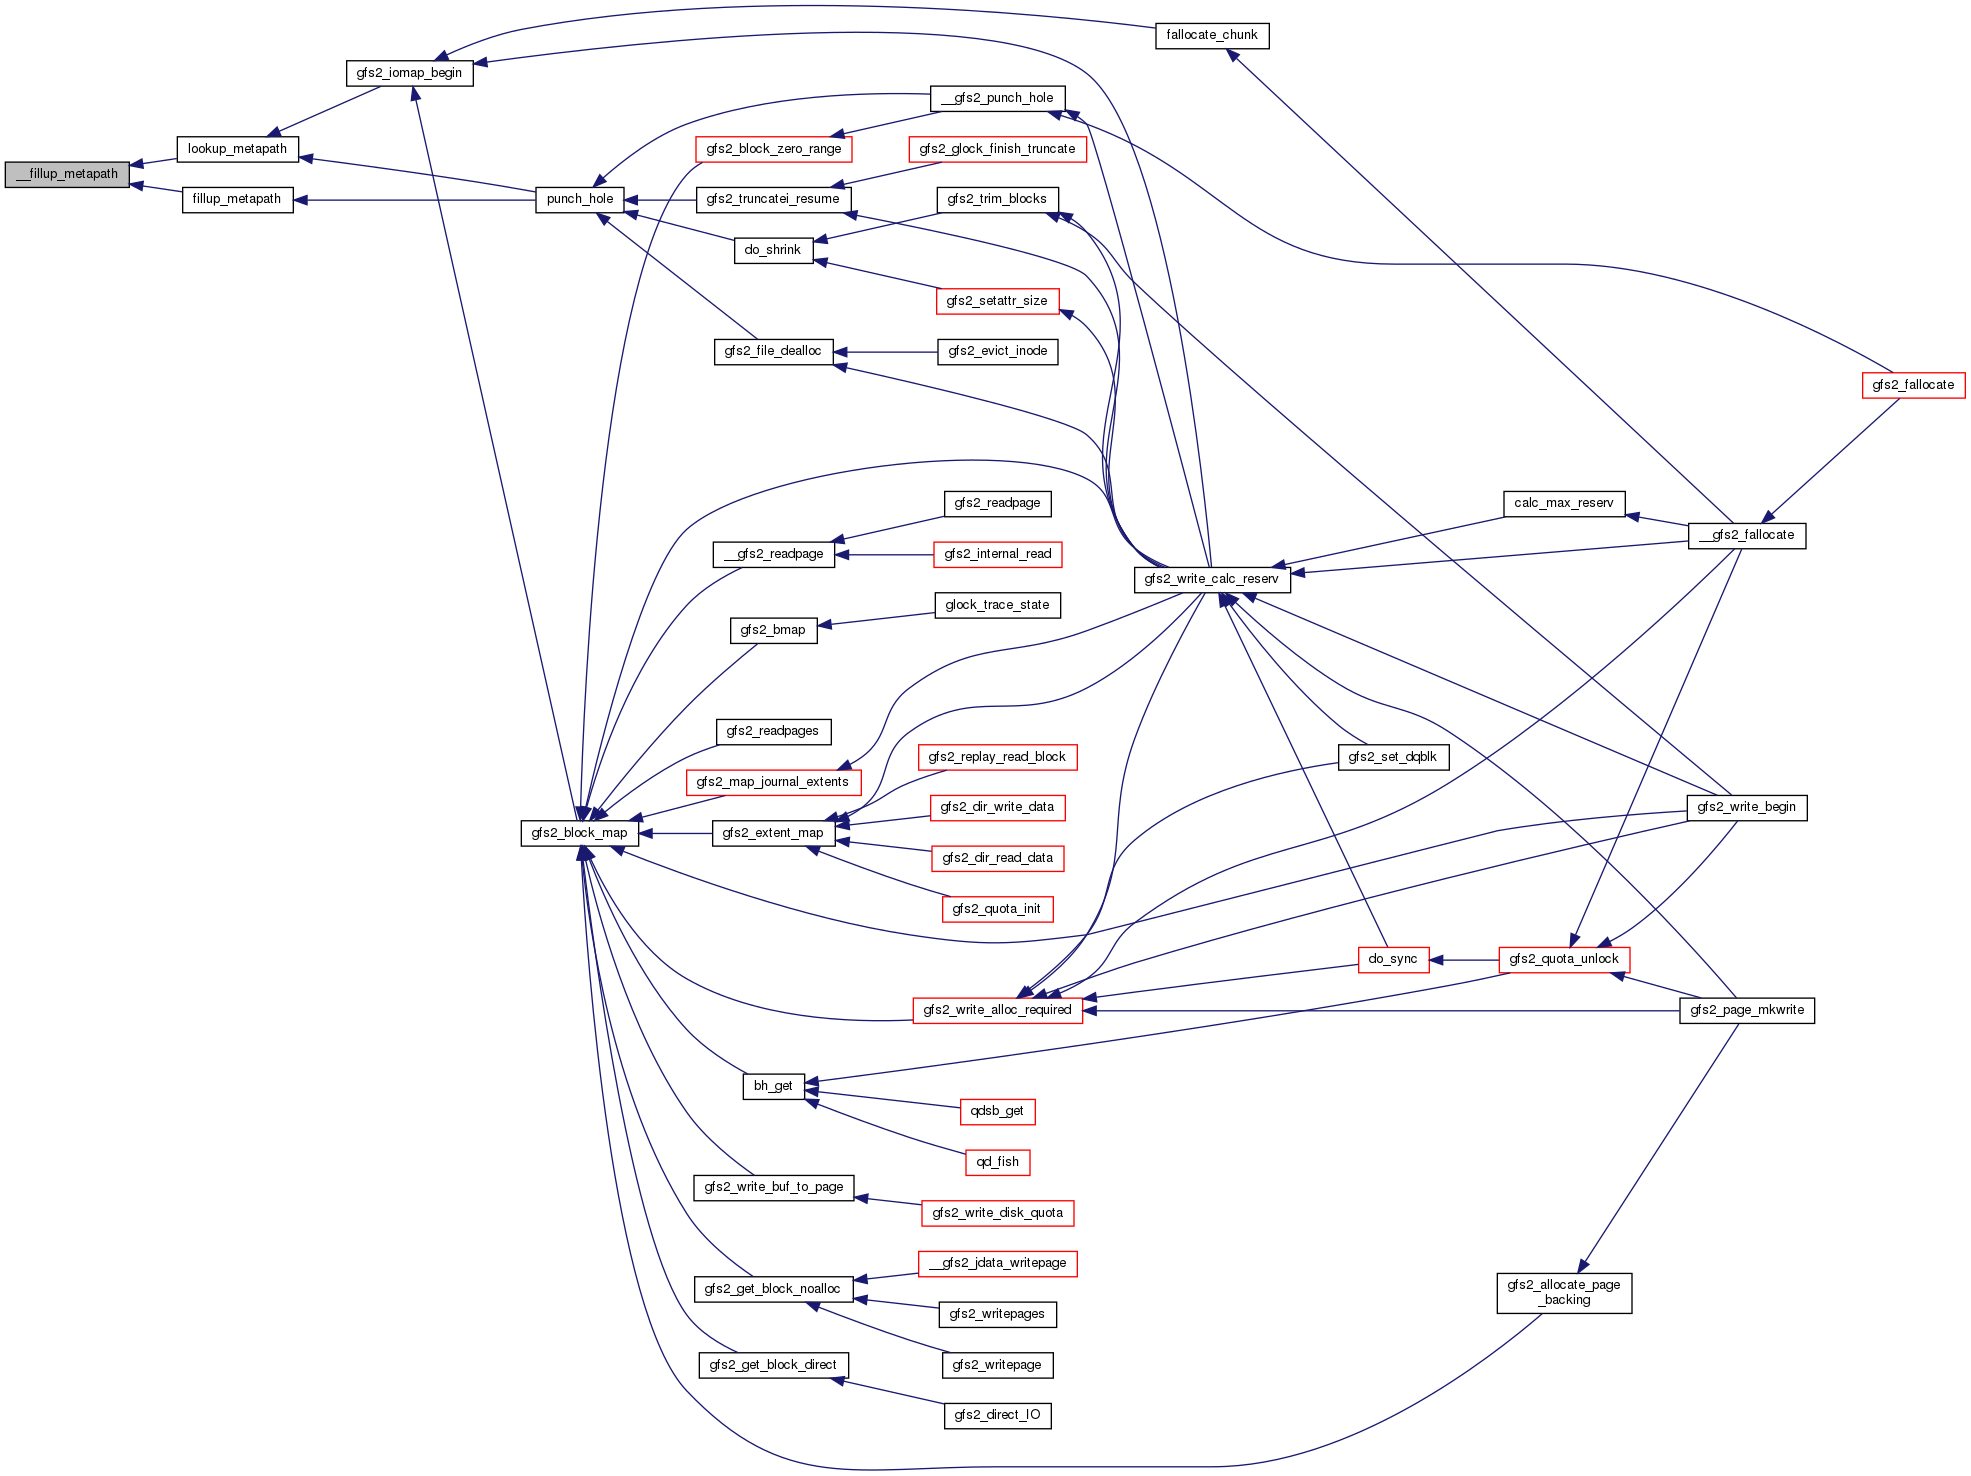 fallocate_chunk
gfs2_iomap_begin
__gfs2_punch_hole
lookup_metapath
gfs2_block_zero_range
gfs2_glock_finish_truncate
__fillup_metapath
fillup_metapath
punch_hole
gfs2_truncatei_resume
gfs2_trim_blocks
do_shrink
gfs2_setattr_size
gfs2_file_dealloc
gfs2_evict_inode
gfs2_fallocate
gfs2_readpage
calc_max_reserv
__gfs2_readpage
gfs2_internal_read
__gfs2_fallocate
gfs2_write_calc_reserv
glock_trace_state
gfs2_bmap
gfs2_readpages
gfs2_replay_read_block
gfs2_set_dqblk
gfs2_map_journal_extents
gfs2_dir_write_data
gfs2_write_begin
gfs2_block_map
gfs2_extent_map
gfs2_dir_read_data
gfs2_quota_init
do_sync
gfs2_quota_unlock
gfs2_write_alloc_required
gfs2_page_mkwrite
bh_get
qdsb_get
qd_fish
gfs2_write_buf_to_page
gfs2_write_disk_quota
__gfs2_jdata_writepage
gfs2_get_block_noalloc
gfs2_allocate_page
_backing
gfs2_writepages
gfs2_get_block_direct
gfs2_writepage
gfs2_direct_IO